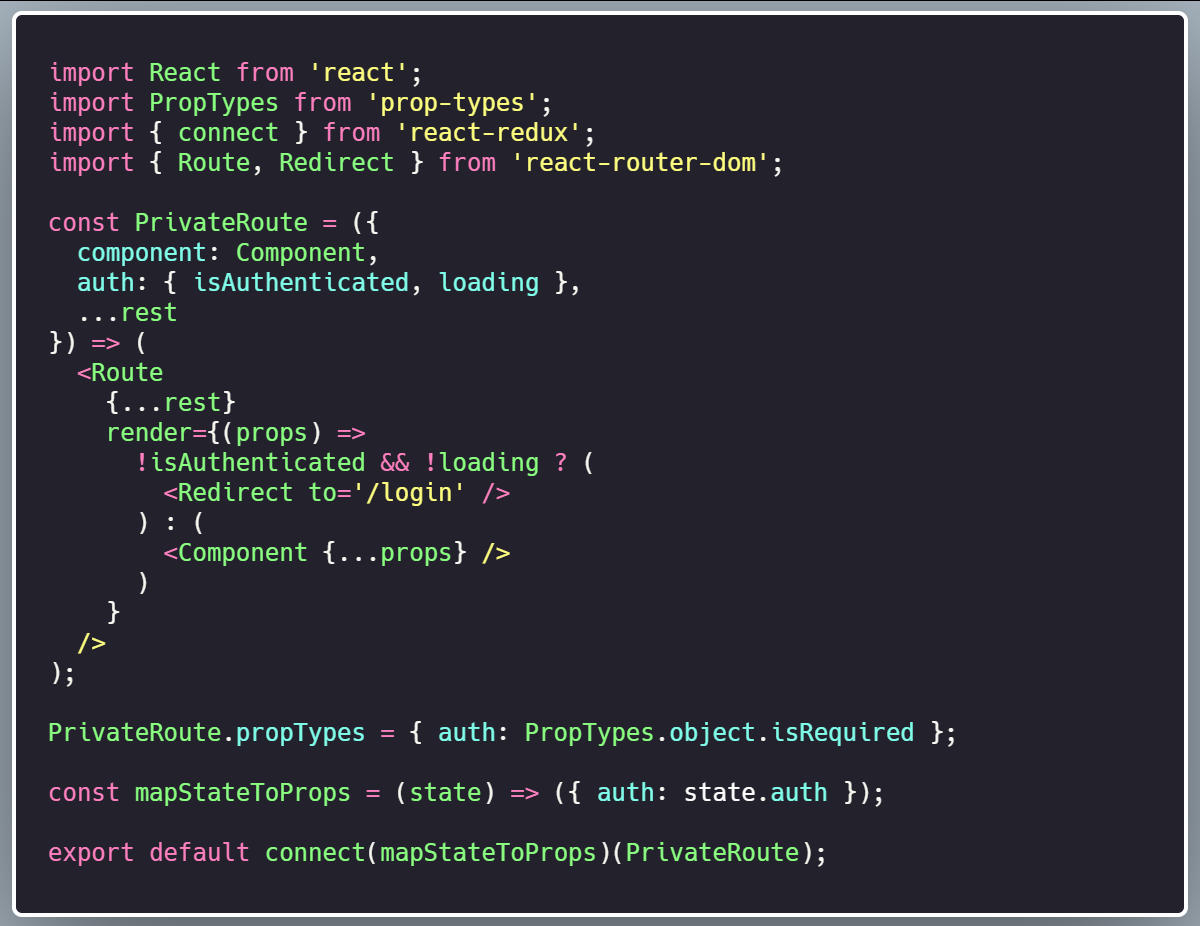 import React from 'react';
import PropTypes from 'prop-types';
import { connect } from 'react-redux';
import { Route, Redirect } from 'react-router-dom';

const PrivateRoute = ({
  component: Component,
  auth: { isAuthenticated, loading },
  ...rest
}) => (
  <Route
    {...rest}
    render={(props) =>
      !isAuthenticated && !loading ? (
        <Redirect to='/login' />
      ) : (
        <Component {...props} />
      )
    }
  />
);

PrivateRoute.propTypes = { auth: PropTypes.object.isRequired };

const mapStateToProps = (state) => ({ auth: state.auth });

export default connect(mapStateToProps)(PrivateRoute);